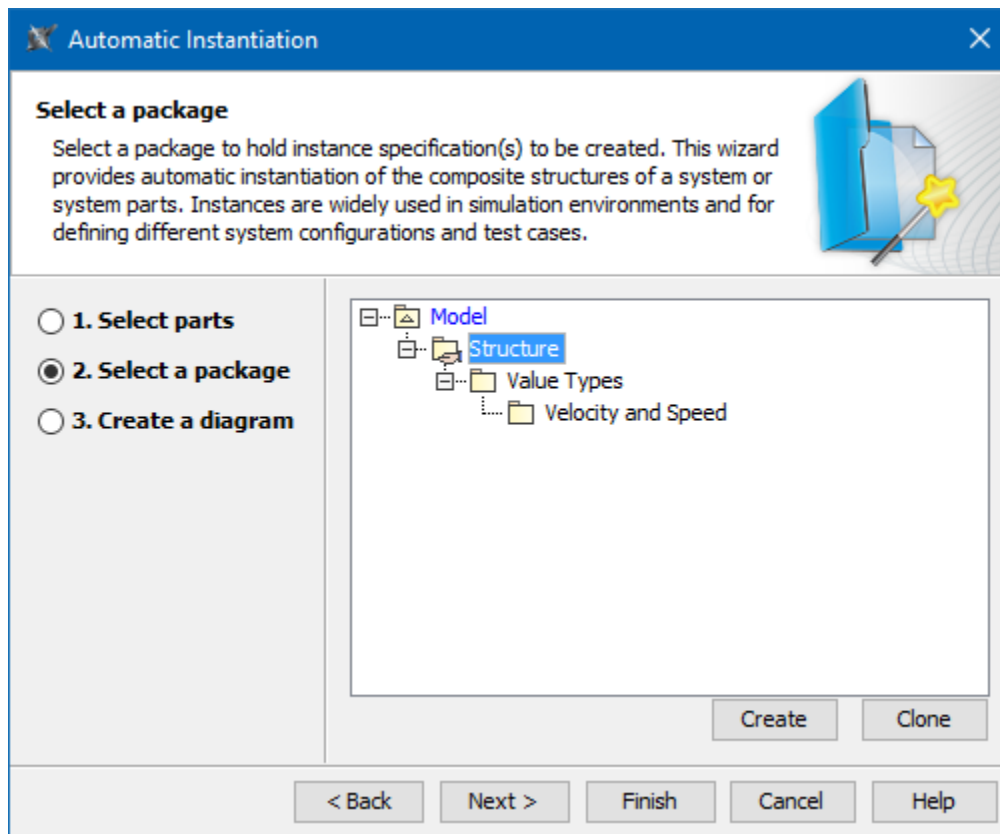 Automatic Instantiation
Select a package
Select a package to hold instance specification(s) to be created. This wizard
provides automatic instantiation of the composite structures of a system or
system parts. Instances are widely used in simulation environments and for
defining different system configurations and test cases.
1. Select parts
2. Select a package
3. Create a diagram
Model
Structure
Value Types
Velocity and Speed
Create
Clone
< Back
Next >
Finish
Cancel
Help